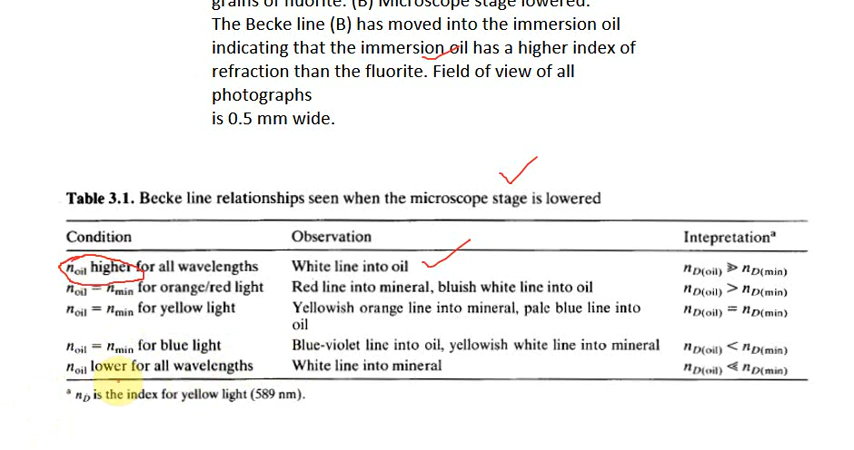 grains of fluorite. (B) Microscope stage lowered.
The Becke line (B) has moved into the immersion oil
indicating that the immersion oil has a higher index of
refraction than the fluorite. Field of view of all
photographs
is 0.5 mm wide.
Table 3.1. Becke line relationships seen when the microscope stage is lowered
Condition Observation Intepretationᵃ
n_oil higher for all wavelengths White line into oil n_D(oil) ⪢ n_D(min)
n_oil = n_min for orange/red light Red line into mineral, bluish white line into oil n_D(oil) > n_D(min)
n_oil = n_min for yellow light Yellowish orange line into mineral, pale blue line into n_D(oil) = n_D(min)
oil
n_oil = n_min for blue light Blue-violet line into oil, yellowish white line into mineral n_D(oil) < n_D(min)
n_oil lower for all wavelengths White line into mineral n_D(oil) ⪡ n_D(min)
ᵃ n_D is the index for yellow light (589 nm).